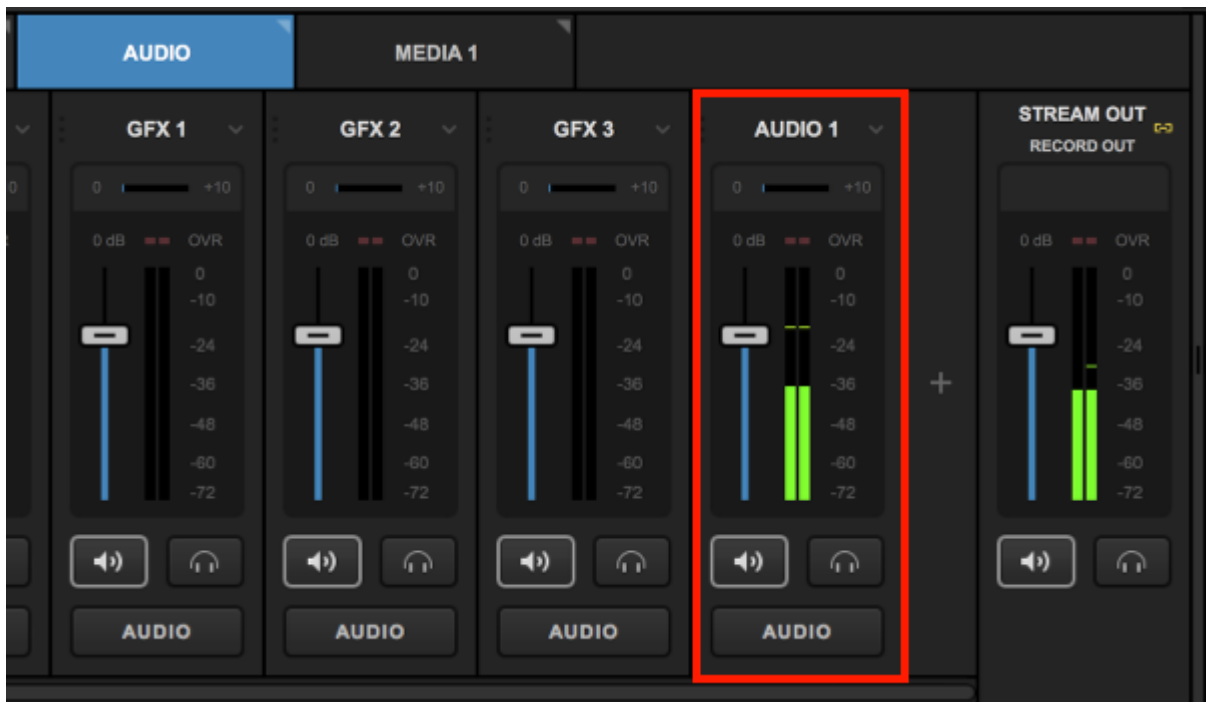 AUDIO MEDIA 1
GFX 1 GFX 2 GFX 3 AUDIO 1 STREAM OUT
RECORD OUT
0 0 +10 0 +10 0 +10 0 +10
0 dB OVR 0 dB OVR 0 dB OVR 0 dB OVR 0 dB OVR
0 0 0 0 0
-10 -10 -10 -10 -10
-24 -24 -24 -24 -24
-36 -36 -36 -36 -36
-48 -48 -48 -48 -48
-60 -60 -60 -60 -60
-72 -72 -72 -72 -72
AUDIO AUDIO AUDIO AUDIO